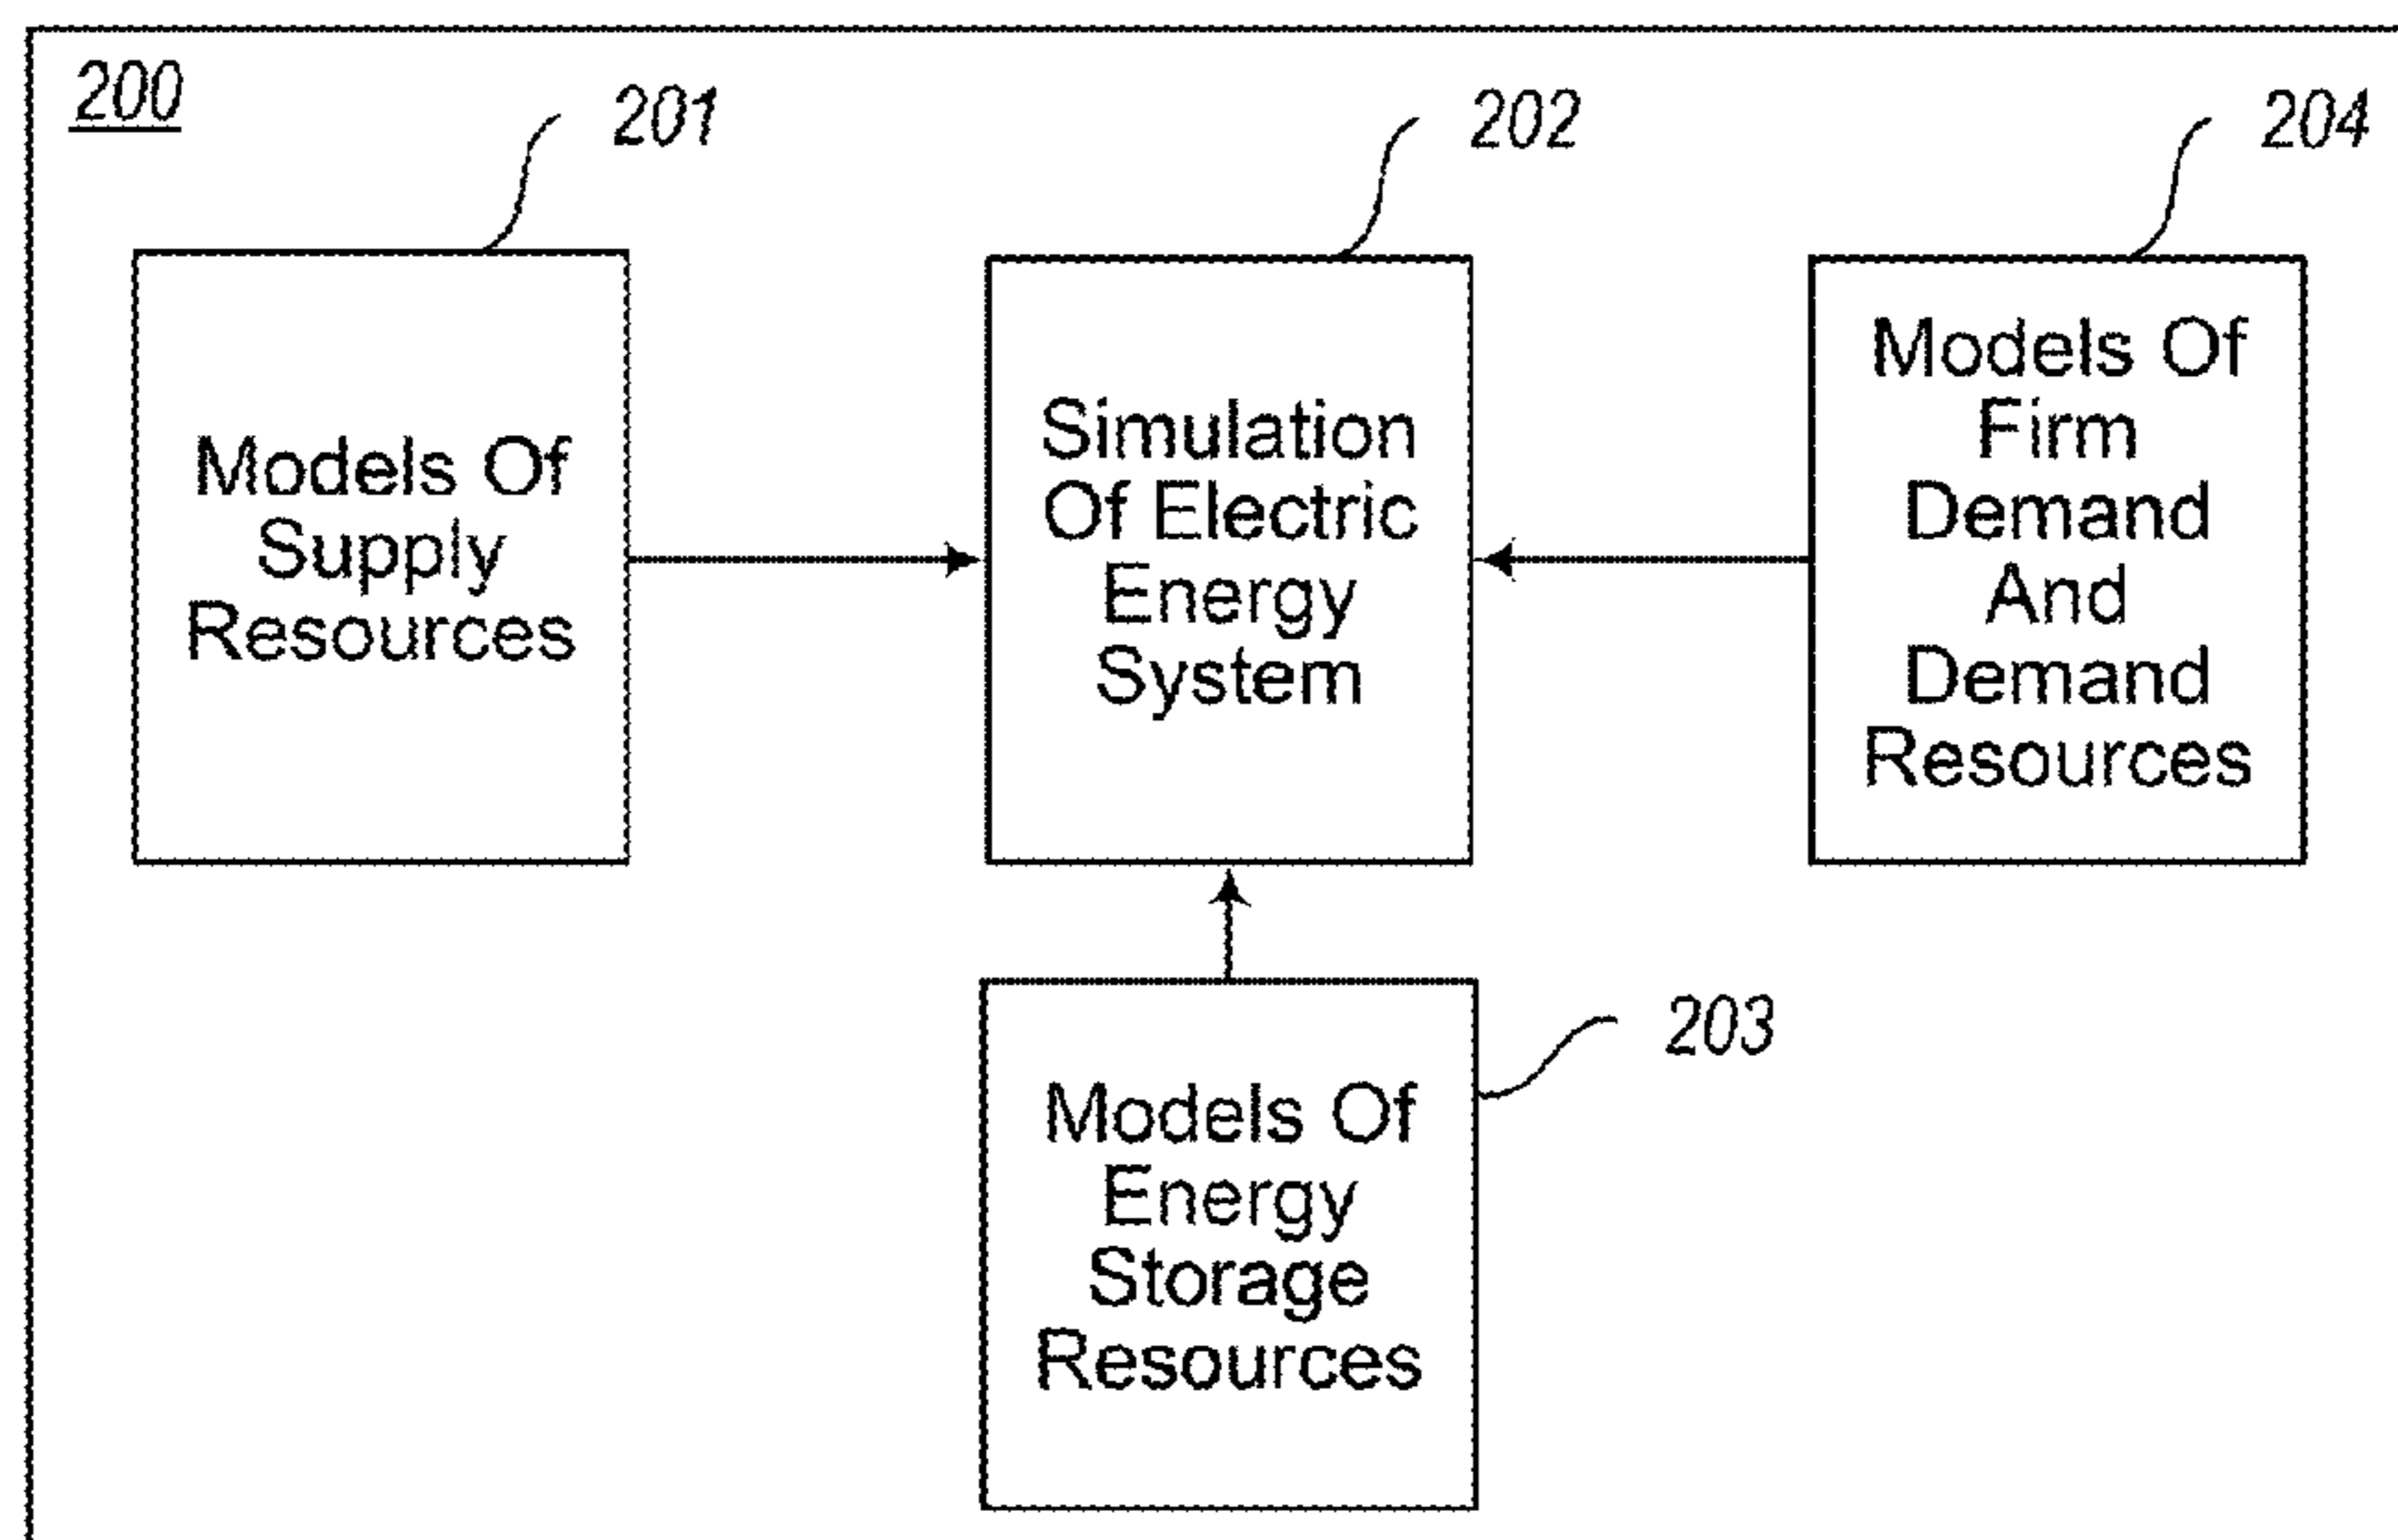 200
201
202
204
Models Of
Supply
Resources
Simulation
Of Electric
Energy
System
Models Of
Firm
Demand
And
Demand
Resources
203
Models Of
Energy
Storage
Resources